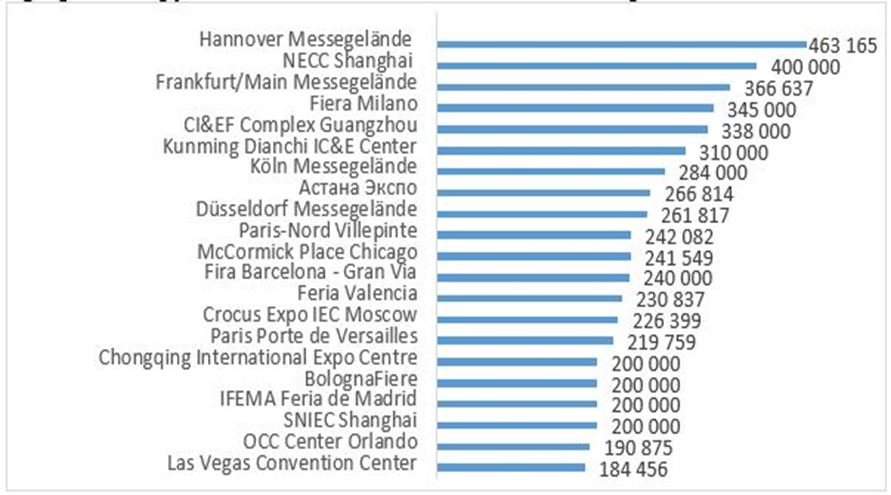 Hannover Messegelände 463 165
NECC Shanghai 400 000
Frankfurt/Main Messegelände 366 637
Fiera Milano 345 000
CI&EF Complex Guangzhou 338 000
Kunming Dianchi IC&E Center 310 000
Köln Messegelände 284 000
Астана Экспо 266 814
Düsseldorf Messegelände 261 817
Paris-Nord Villepinte 242 082
McCormick Place Chicago 241 549
Fira Barcelona - Gran Via 240 000
Feria Valencia 230 837
Crocus Expo IEC Moscow 226 399
Paris Porte de Versailles 219 759
Chongqing International Expo Centre 200 000
BolognaFiere 200 000
IFEMA Feria de Madrid 200 000
SNIEC Shanghai 200 000
OCC Center Orlando 190 875
Las Vegas Convention Center 184 456